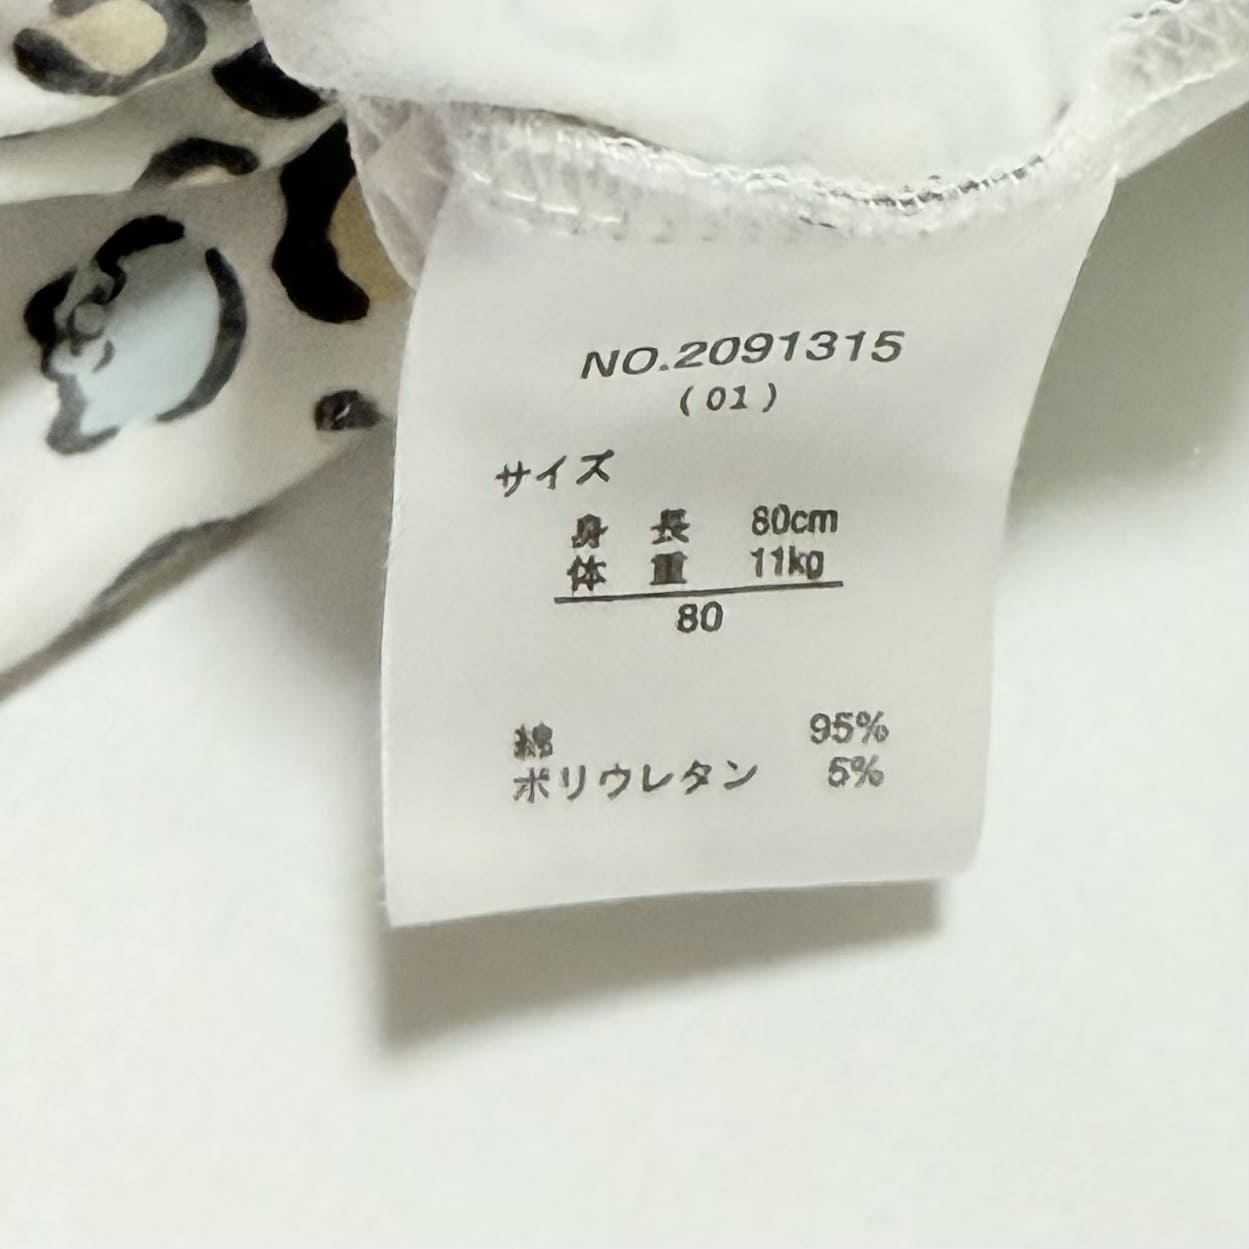 NO.2091315
(01)
サイズ
身 長 80cm
体 重 11kg
80
綿 95%
ポリウレタン 5%